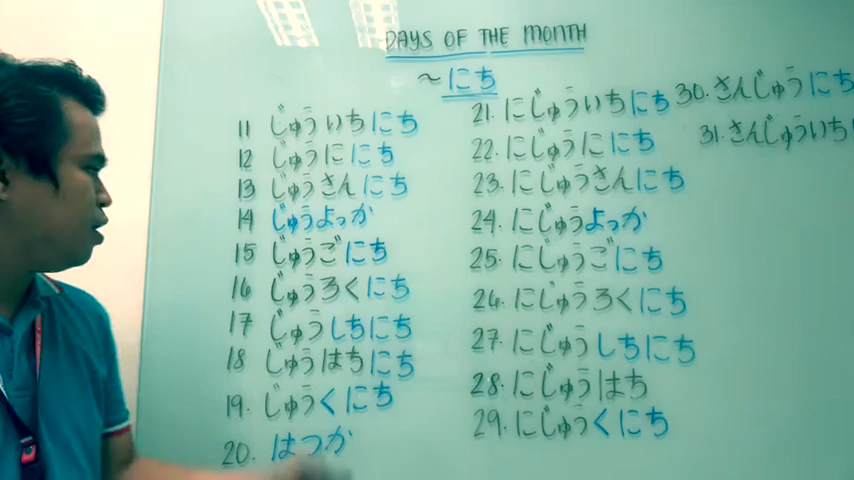 DAYS OF THE MONTH
~にち
11 じゅういちにち
12 じゅうににち
13 じゅうさんにち
14 じゅうよっか
15 じゅうごにち
16 じゅうろくにち
17 じゅうしちにち
18 じゅうはちにち
19. じゅうくにち
20. はつか
21. にじゅういちにち
22. にじゅうににち
23. にじゅうさんにち
24. にじゅうよっか
25. にじゅうごにち
26. にじゅうろくにち
27. にじゅうしちにち
28. にじゅうはち
29. にじゅうくにち
30. さんじゅうにち
31. さんじゅういち